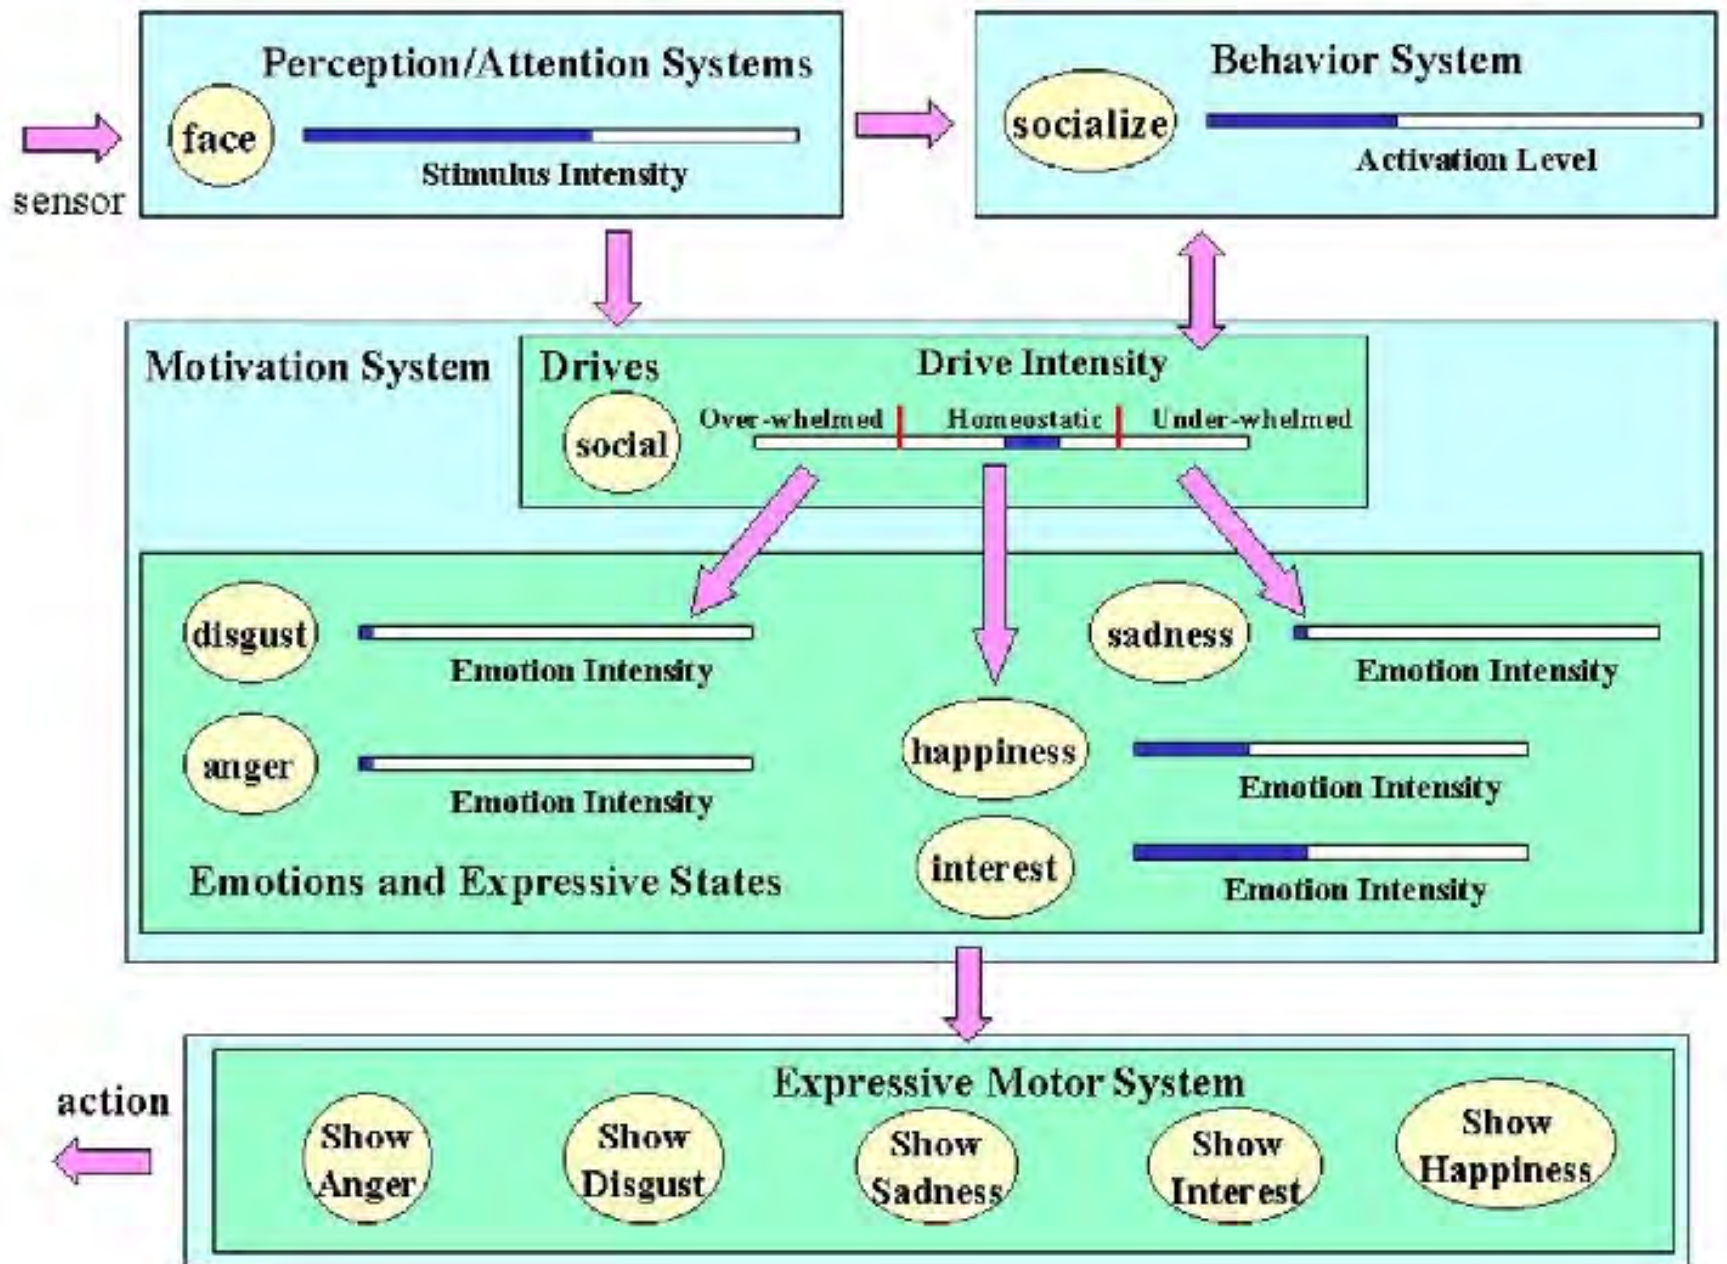 Perception/Attention Systems
face
Stimulus Intensity
sensor
Behavior System
socialize
Activation Level
Motivation System
Drives
Drive Intensity
social
Over-whelmed
Homeostatic
Under-whelmed
disgust
Emotion Intensity
sadness
Emotion Intensity
anger
Emotion Intensity
happiness
Emotion Intensity
interest
Emotion Intensity
Emotions and Expressive States
action
Expressive Motor System
Show
Anger
Show
Disgust
Show
Sadness
Show
Interest
Show
Happiness